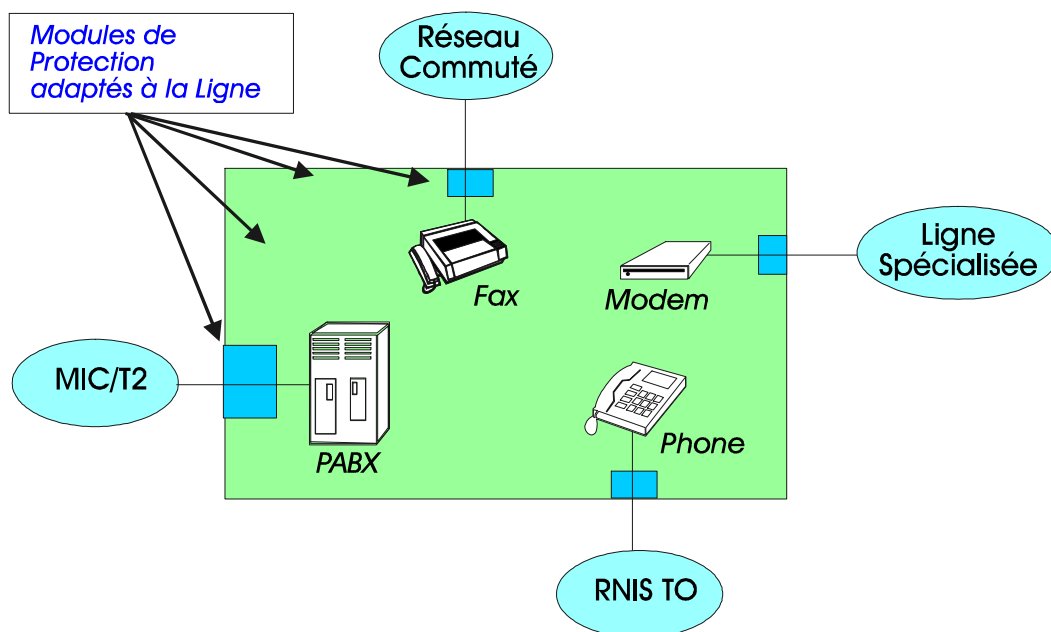 Modules de
Protection
adaptés à la Ligne
Réseau
Commuté
Ligne
Spécialisée
Fax
Modem
MIC/T2
PABX
Phone
RNIS TO